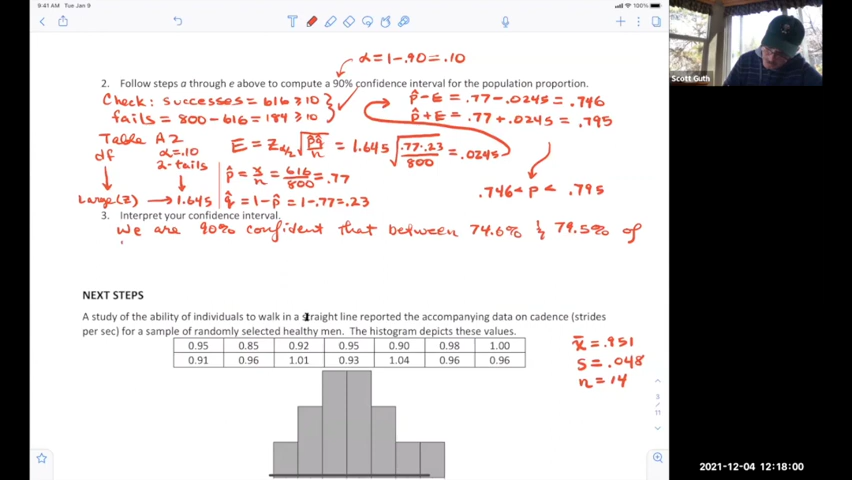 9:41 AM Tue Jan 9
100%
Scott Guth
α = 1 - .90 = .10
2. Follow steps a through e above to compute a 90% confidence interval for the population proportion.
Check: successes = 616 ≥ 10
fails = 800 - 616 = 184 ≥ 10
p̂ - E = .77 - .0245 = .746
p̂ + E = .77 + .0245 = .795
Table A2
df α = .10
2-tails
Large (Z) → 1.645
E = Zα/2 √(p̂q̂/n) = 1.645 √(.77·.23/800) = .0245
p̂ = x/n = 616/800 = .77
q̂ = 1 - p̂ = 1 - .77 = .23
.746 < p < .795
3. Interpret your confidence interval.
We are 90% confident that between 74.6% & 79.5% of
NEXT STEPS
A study of the ability of individuals to walk in a straight line reported the accompanying data on cadence (strides
per sec) for a sample of randomly selected healthy men. The histogram depicts these values.
0.95 0.85 0.92 0.95 0.90 0.98 1.00
0.91 0.96 1.01 0.93 1.04 0.96 0.96
x̄ = .951
s = .048
n = 14
3
11
2021-12-04 12:18:00